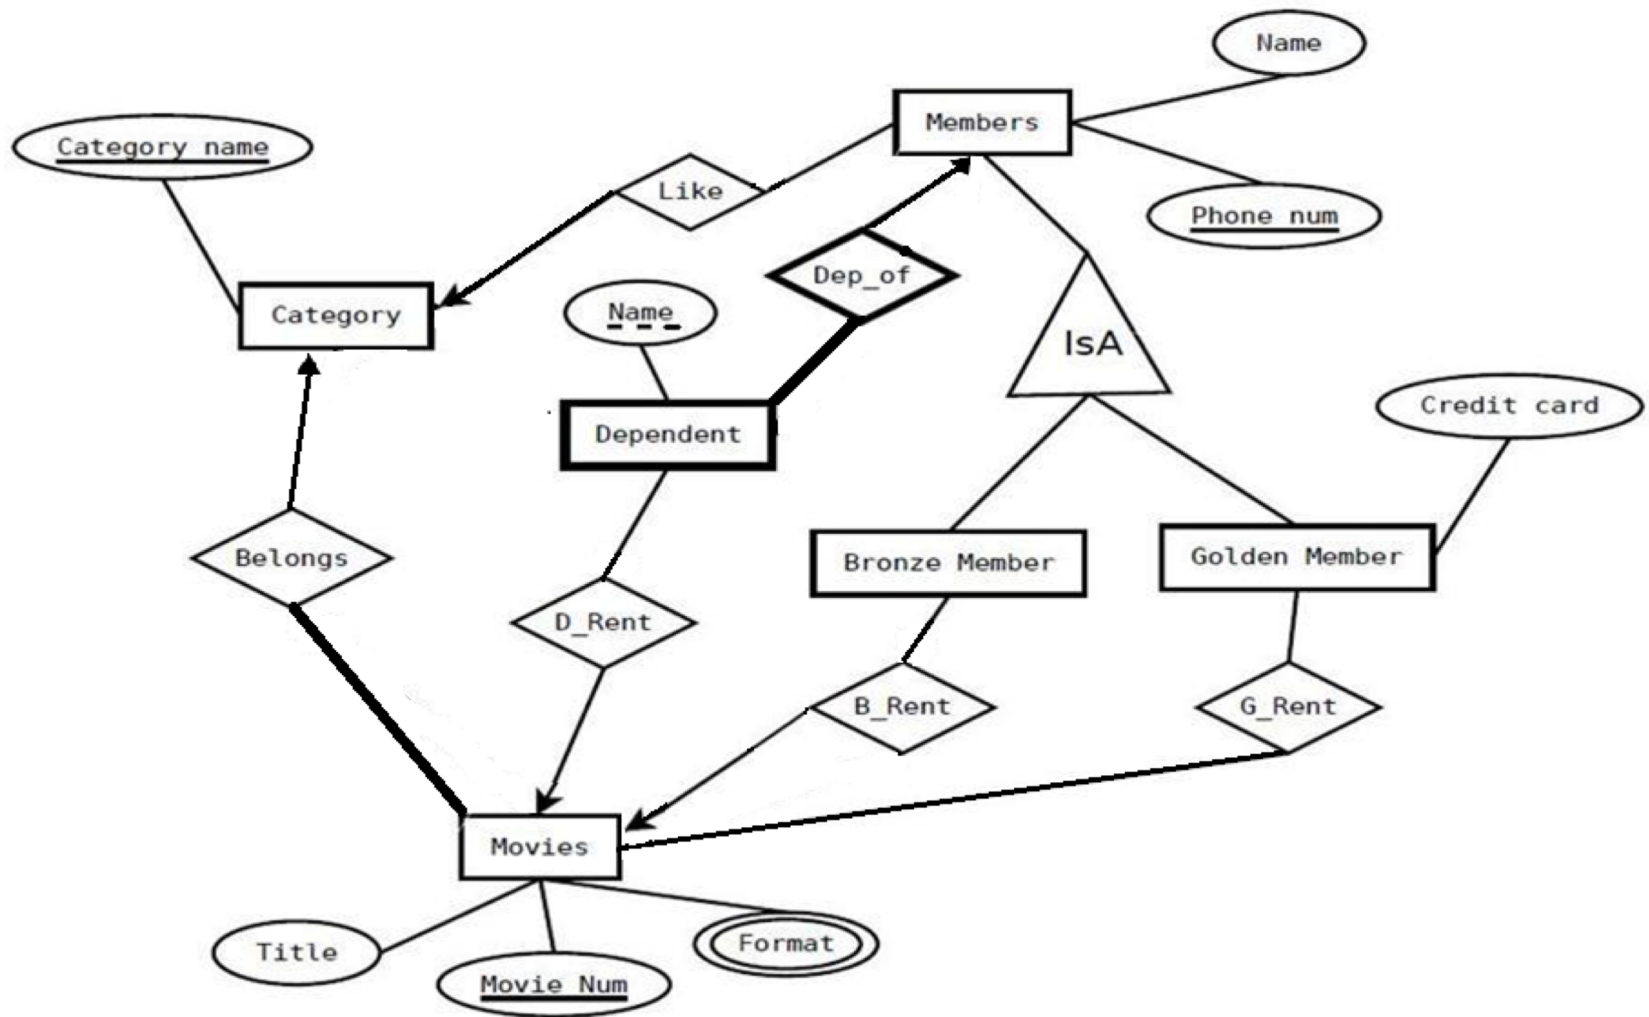 Name
Members
Category name
Like
Phone num
Dep_of
Name
Category
IsA
Credit card
Dependent
Belongs
Bronze Member
Golden Member
D_Rent
B_Rent
G_Rent
Movies
Title
Format
Movie Num